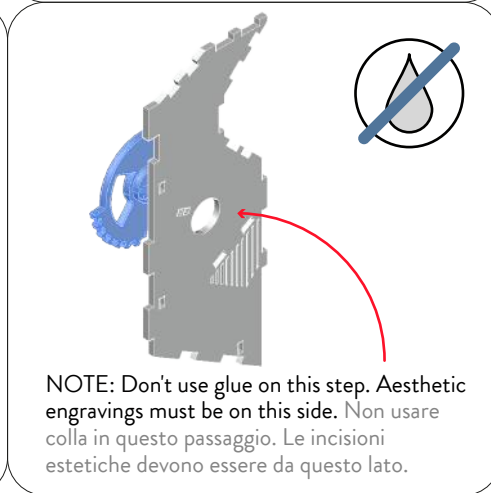 NOTE: Don't use glue on this step. Aesthetic
engravings must be on this side. Non usare
colla in questo passaggio. Le incisioni
estetiche devono essere da questo lato.